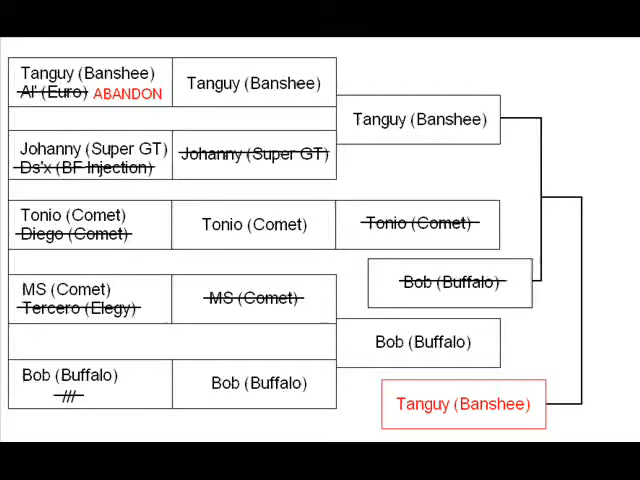 Tanguy (Banshee)
Al' (Euro) ABANDON
Tanguy (Banshee)
Tanguy (Banshee)
Johanny (Super GT)
Ds'x (BF Injection)
Johanny (Super GT)
Tonio (Comet)
Diego (Comet)
Tonio (Comet)
Tonio (Comet)
Bob (Buffalo)
MS (Comet)
Tercero (Elegy)
MS (Comet)
Bob (Buffalo)
Bob (Buffalo)
///
Bob (Buffalo)
Tanguy (Banshee)